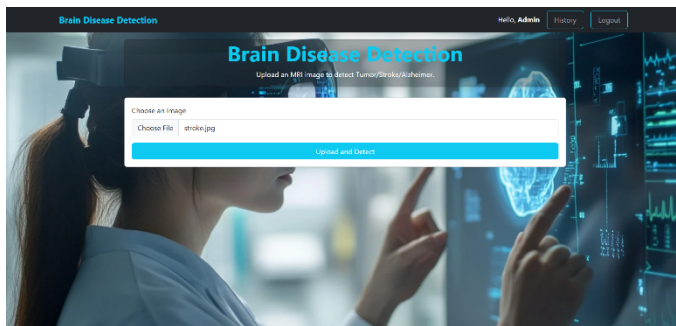 Brain Disease Detection
Hello, Admin
History
Logout
Brain Disease Detection
Upload an MRI image to detect Tumor/Stroke/Alzheimer.
Choose an Image
Choose File stroke.jpg
Upload and Detect